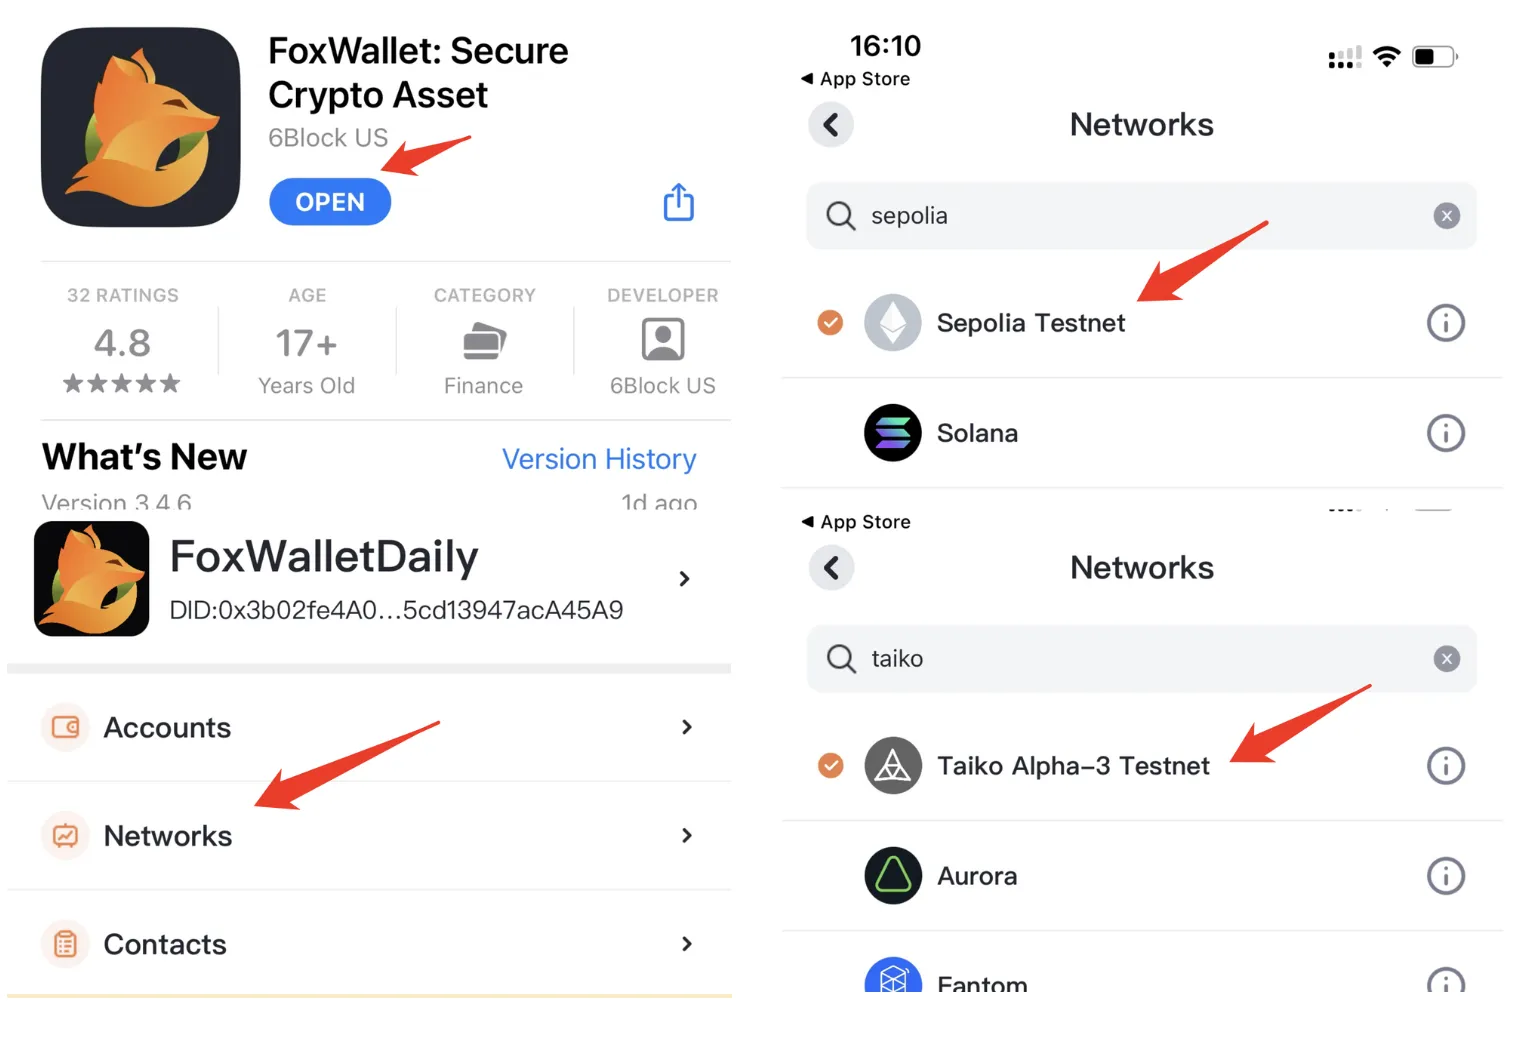 FoxWallet: Secure
Crypto Asset
6Block US
OPEN
32 RATINGS
4.8
AGE
17+
Years Old
CATEGORY
Finance
DEVELOPER
6Block US
What's New
Version History
Version 3.4.6
1d ago
FoxWalletDaily
DID:0x3b02fe4A0...5cd13947acA45A9
Accounts
Networks
Contacts
16:10
App Store
Networks
sepolia
Sepolia Testnet
Solana
App Store
Networks
taiko
Taiko Alpha-3 Testnet
Aurora
Fantom